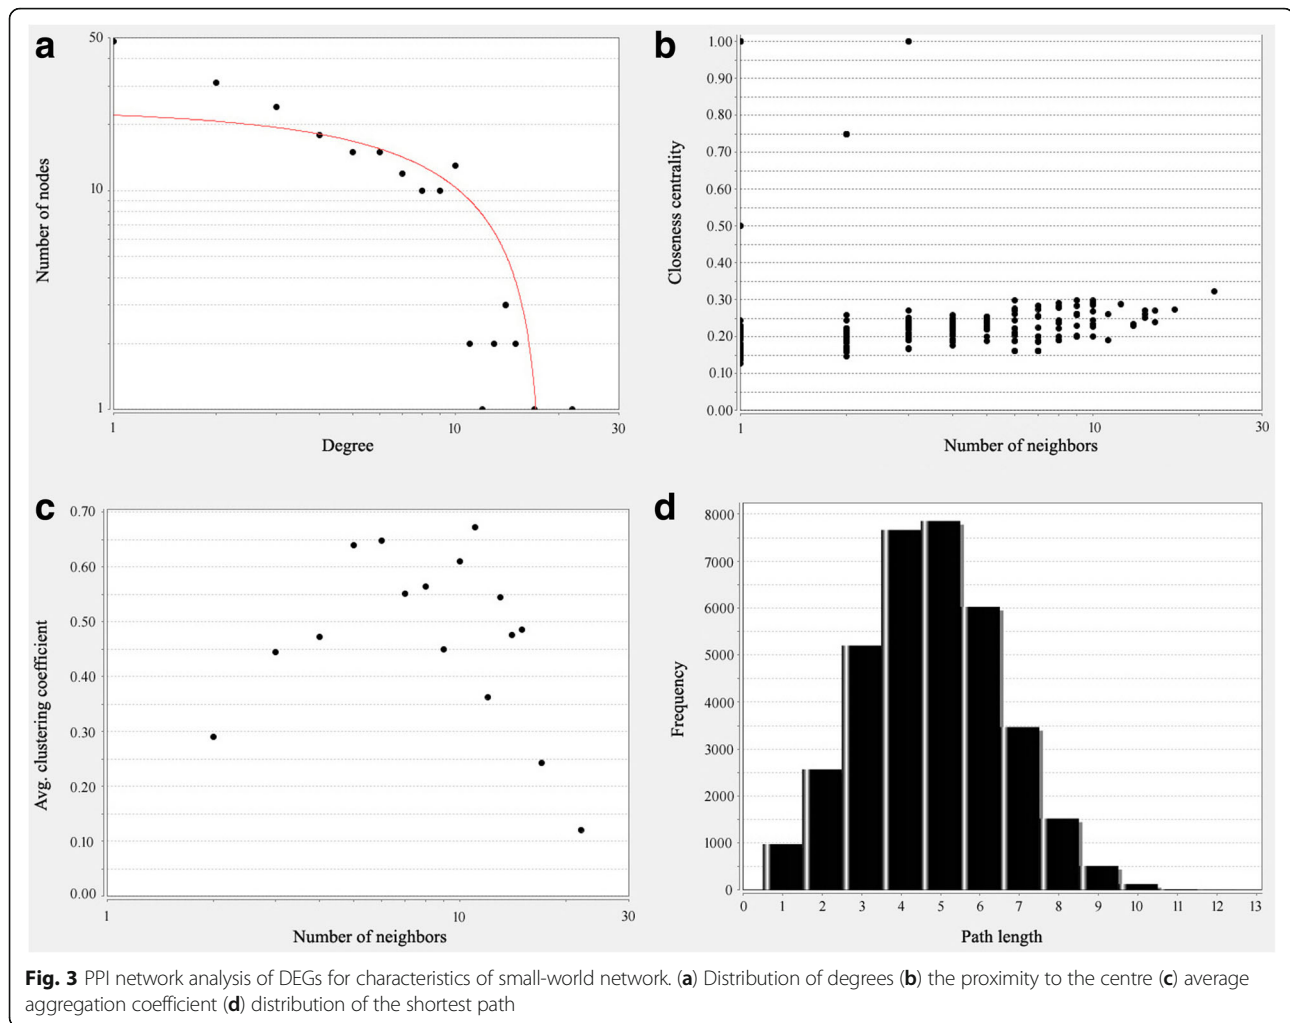 a
50
10
1
1
10
30
Number of nodes
Degree
b
1.00
0.90
0.80
0.70
0.60
0.50
0.40
0.30
0.20
0.10
0.00
1
10
30
Closeness centrality
Number of neighbors
c
0.70
0.60
0.50
0.40
0.30
0.20
0.10
0.00
1
10
30
Avg. clustering coefficient
Number of neighbors
d
8000
7000
6000
5000
4000
3000
2000
1000
0
0 1 2 3 4 5 6 7 8 9 10 11 12 13
Frequency
Path length
Fig. 3 PPI network analysis of DEGs for characteristics of small-world network. (a) Distribution of degrees (b) the proximity to the centre (c) average
aggregation coefficient (d) distribution of the shortest path